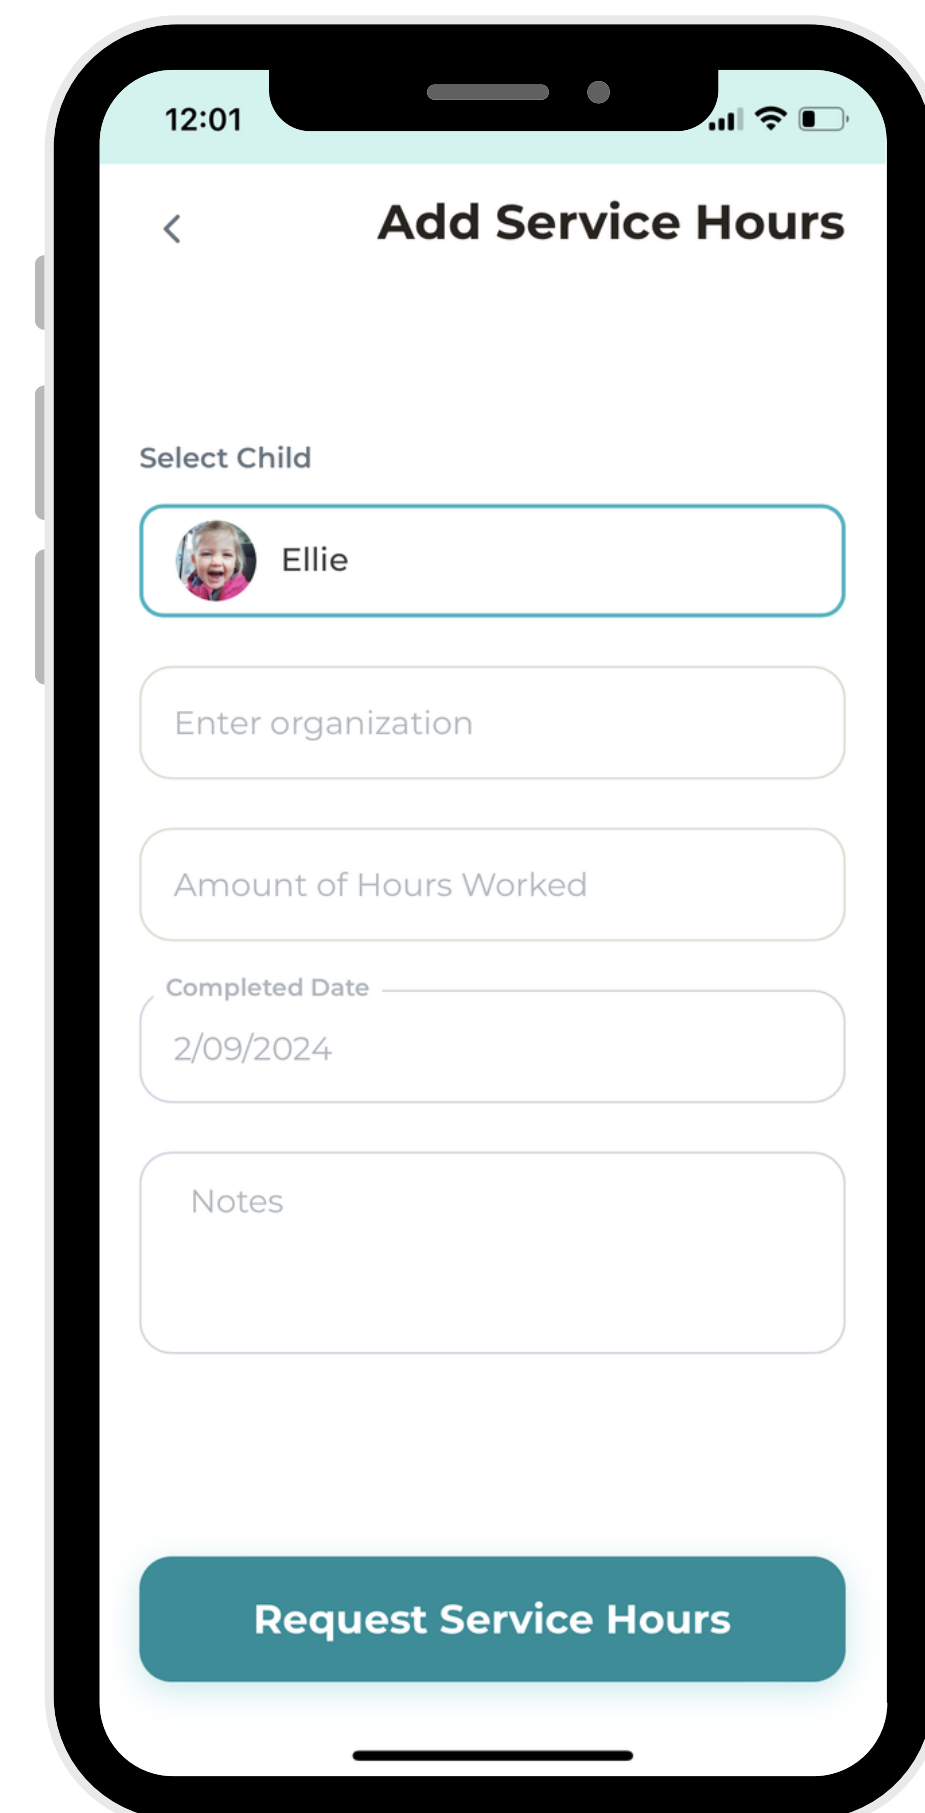 12:01
Add Service Hours
Select Child
Ellie
Enter organization
Amount of Hours Worked
Completed Date
2/09/2024
Notes
Request Service Hours